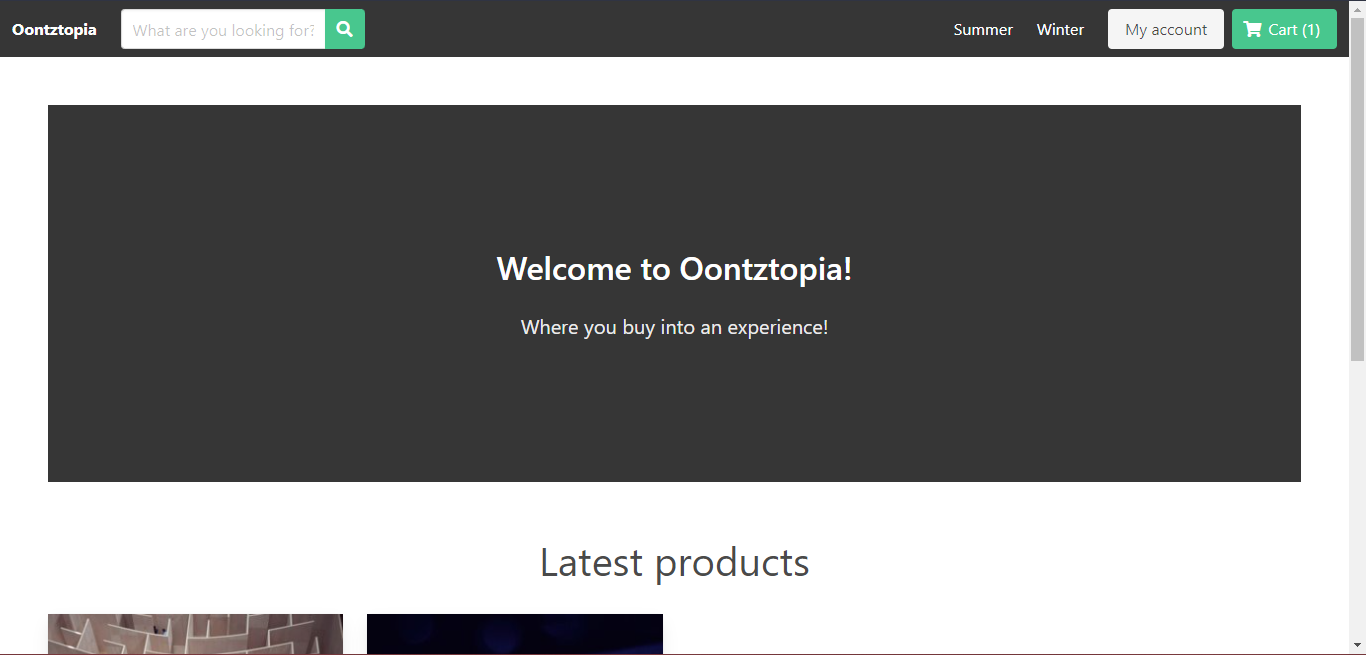 Oontztopia
What are you looking for?
Summer
Winter
My account
Cart (1)
Welcome to Oontztopia!
Where you buy into an experience!
Latest products